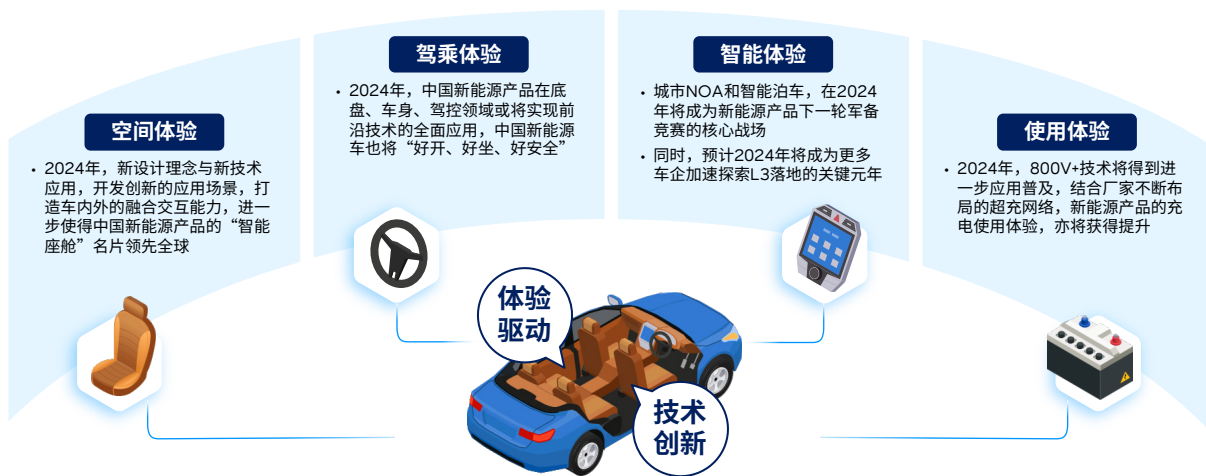 空间体验
• 2024年，新设计理念与新技术
应用，开发创新的应用场景，打
造车内外的融合交互能力，进一
步使得中国新能源产品的“智能
座舱”名片领先全球
驾乘体验
• 2024年，中国新能源产品在底
盘、车身、驾控领域或将实现前
沿技术的全面应用，中国新能源
车也将“好开、好坐、好安全”
智能体验
• 城市NOA和智能泊车，在2024
年将成为新能源产品下一轮军备
竞赛的核心战场
• 同时，预计2024年将成为更多
车企加速探索L3落地的关键元年
使用体验
• 2024年，800V+技术将得到进
一步应用普及，结合厂家不断布
局的超充网络，新能源产品的充
电使用体验，亦将获得提升
体验
驱动
技术
创新